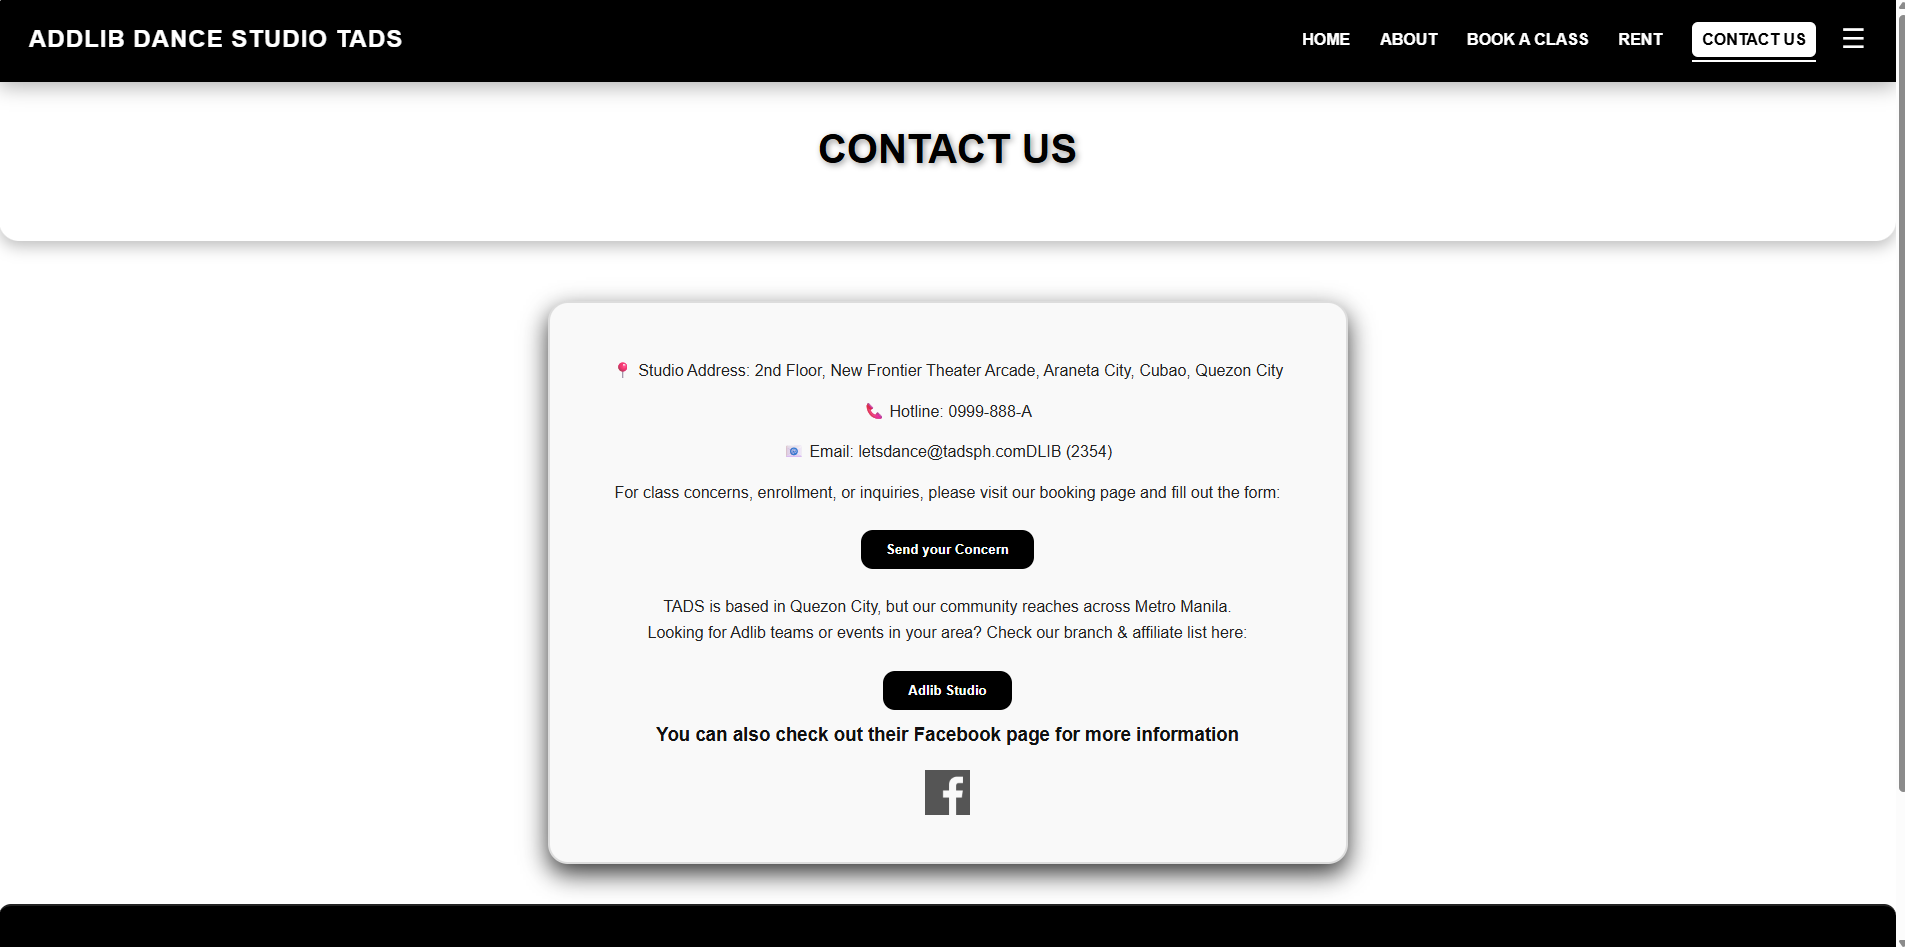 ADDLIB DANCE STUDIO TADS
HOME ABOUT BOOK A CLASS RENT CONTACT US
CONTACT US
Studio Address: 2nd Floor, New Frontier Theater Arcade, Araneta City, Cubao, Quezon City
Hotline: 0999-888-A
Email: letsdance@tadsph.comDLIB (2354)
For class concerns, enrollment, or inquiries, please visit our booking page and fill out the form:
Send your Concern
TADS is based in Quezon City, but our community reaches across Metro Manila.
Looking for Adlib teams or events in your area? Check our branch & affiliate list here:
Adlib Studio
You can also check out their Facebook page for more information